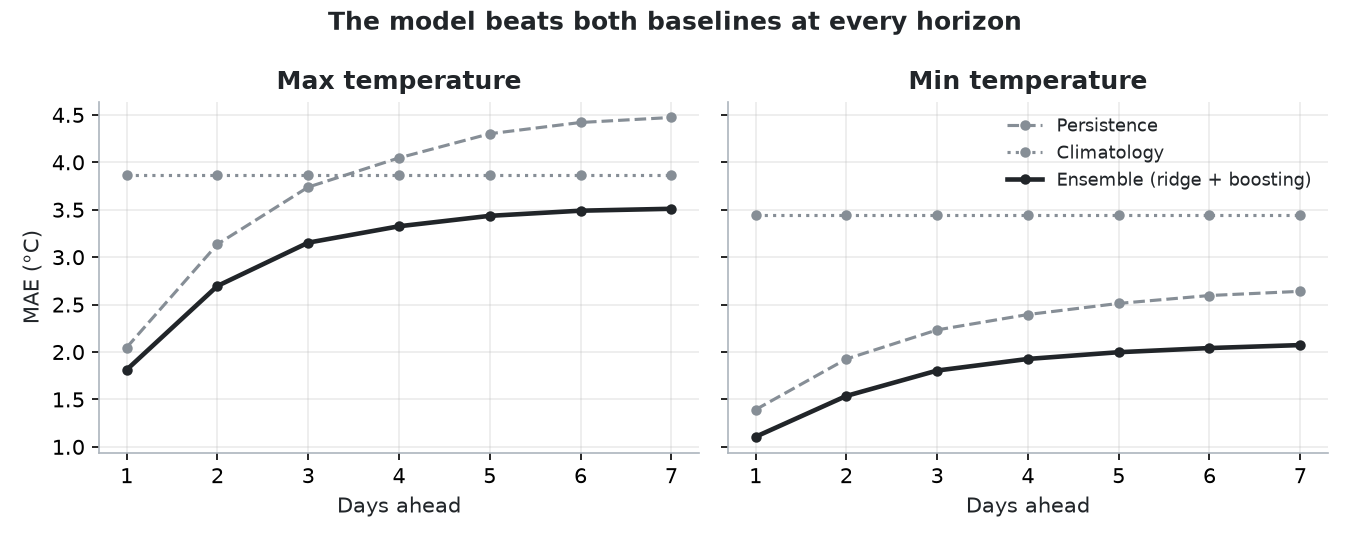 The model beats both baselines at every horizon
Max temperature
Min temperature
MAE (°C)
4.5
4.0
3.5
3.0
2.5
2.0
1.5
1.0
1 2 3 4 5 6 7
Days ahead
Persistence
Climatology
Ensemble (ridge + boosting)
1 2 3 4 5 6 7
Days ahead